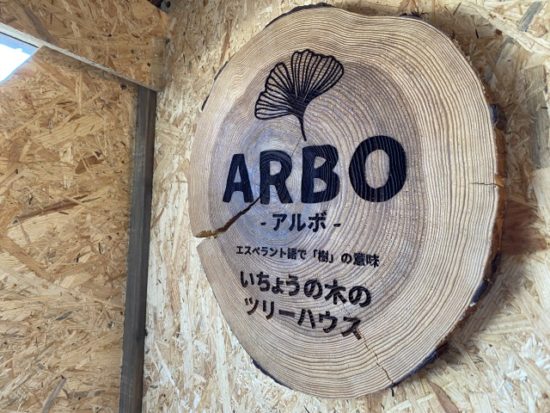 ARBO
- アルボ -
エスペラント語で「樹」の意味
いちょうの木の
ツリーハウス